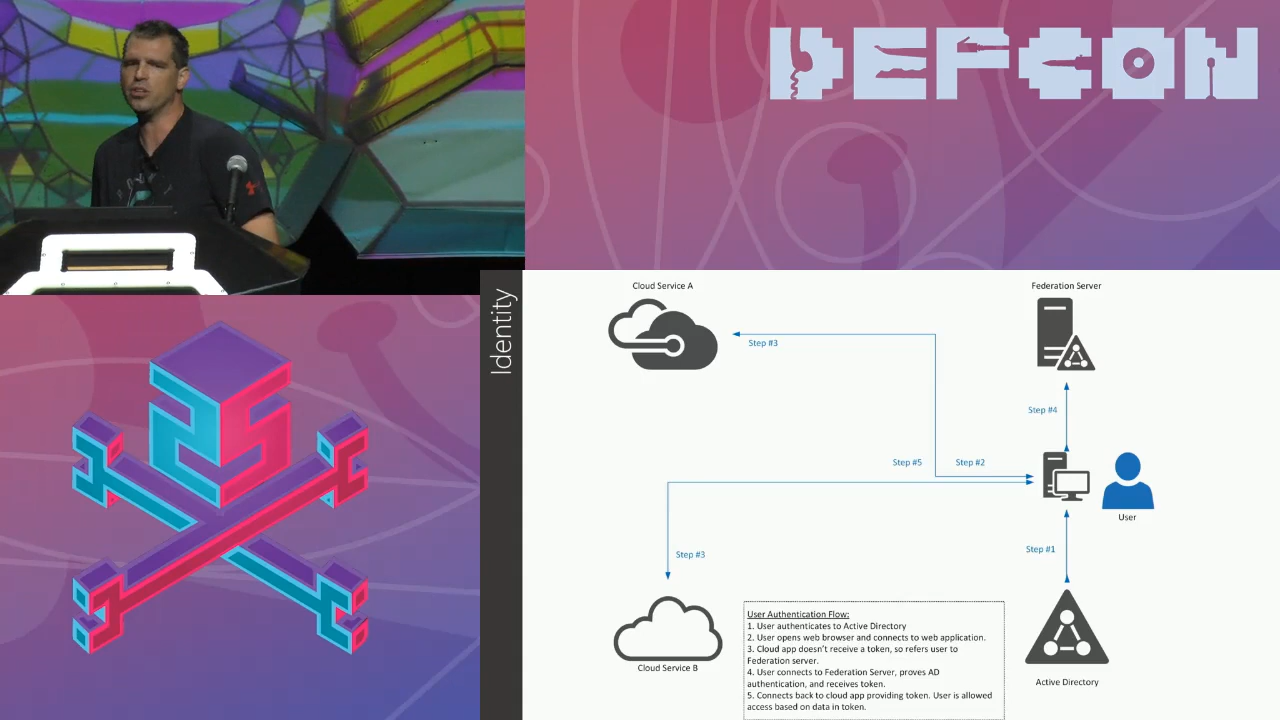 DEFCON
Identity
Cloud Service A
Federation Server
Step #3
Step #4
Step #5
Step #2
User
Step #3
Step #1
User Authentication Flow:
1. User authenticates to Active Directory
2. User opens web browser and connects to web application.
3. Cloud app doesn't receive a token, so refers user to
Federation server.
4. User connects to Federation Server, proves AD
authentication, and receives token.
5. Connects back to cloud app providing token. User is allowed
access based on data in token.
Cloud Service B
Active Directory